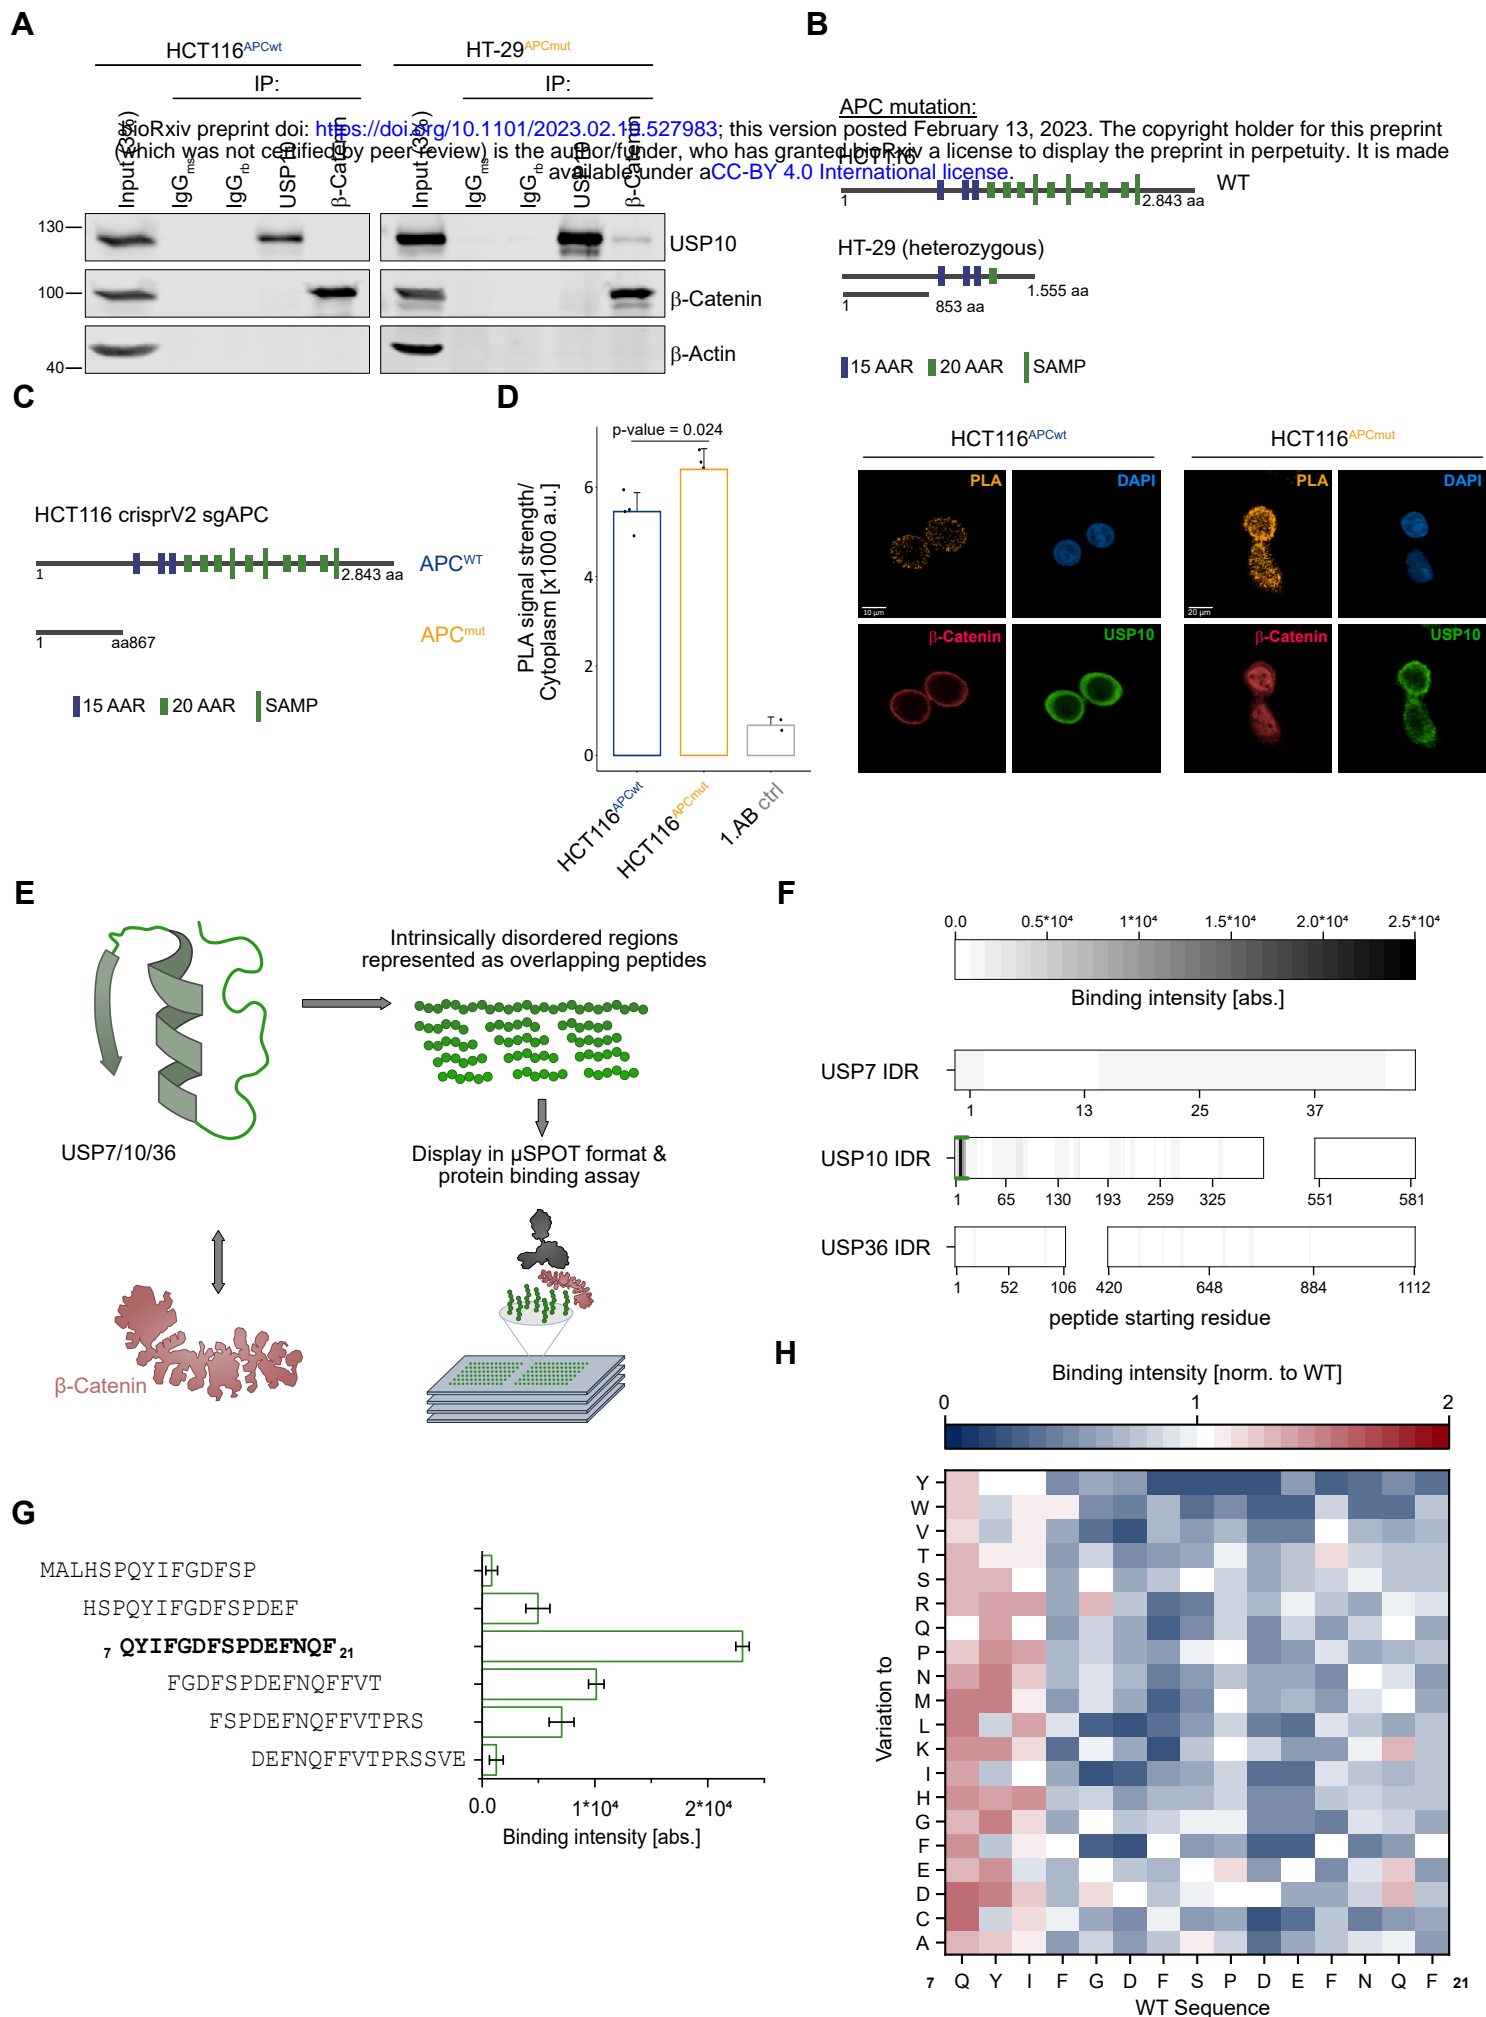 A
B
HCT116APCwt
HT-29APCmut
IP:
IP:
Input (3%)
IgGms
IgGrb
USP10
β-Catenin
Input (3%)
IgGms
IgGrb
USP10
β-Catenin
bioRxiv preprint doi: https://doi.org/10.1101/2023.02.10.527983; this version posted February 13, 2023. The copyright holder for this preprint
(which was not certified by peer review) is the author/funder, who has granted bioRxiv a license to display the preprint in perpetuity. It is made
available under aCC-BY 4.0 International license.
130
100
40
USP10
β-Catenin
β-Actin
APC mutation:
HCT116
WT
1
2.843 aa
HT-29 (heterozygous)
1.555 aa
1
853 aa
15 AAR
20 AAR
SAMP
C
HCT116 crisprV2 sgAPC
1
2.843 aa
APCWT
1
aa867
APCmut
15 AAR
20 AAR
SAMP
D
p-value = 0.024
PLA signal strength/
Cytoplasm [x1000 a.u.]
6
4
2
0
HCT116APCwt
HCT116APCmut
1.AB ctrl
HCT116APCwt
HCT116APCmut
PLA
DAPI
PLA
DAPI
10 µm
20 µm
β-Catenin
USP10
β-Catenin
USP10
E
Intrinsically disordered regions
represented as overlapping peptides
USP7/10/36
Display in µSPOT format &
protein binding assay
β-Catenin
F
0.0 0.5*10⁴ 1*10⁴ 1.5*10⁴ 2.0*10⁴ 2.5*10⁴
Binding intensity [abs.]
USP7 IDR
1 13 25 37
USP10 IDR
1 65 130 193 259 325 551 581
USP36 IDR
1 52 106 420 648 884 1112
peptide starting residue
G
MALHSPQYIFGDFSP
HSPQYIFGDFSPDEF
7 QYIFGDFSPDEFNQF 21
FGDFSPDEFNQFFVT
FSPDEFNQFFVTPRS
DEFNQFFVTPRSSVE
0.0 1*10⁴ 2*10⁴
Binding intensity [abs.]
H
Binding intensity [norm. to WT]
0 1 2
Variation to
Y
W
V
T
S
R
Q
P
N
M
L
K
I
H
G
F
E
D
C
A
7 Q Y I F G D F S P D E F N Q F 21
WT Sequence